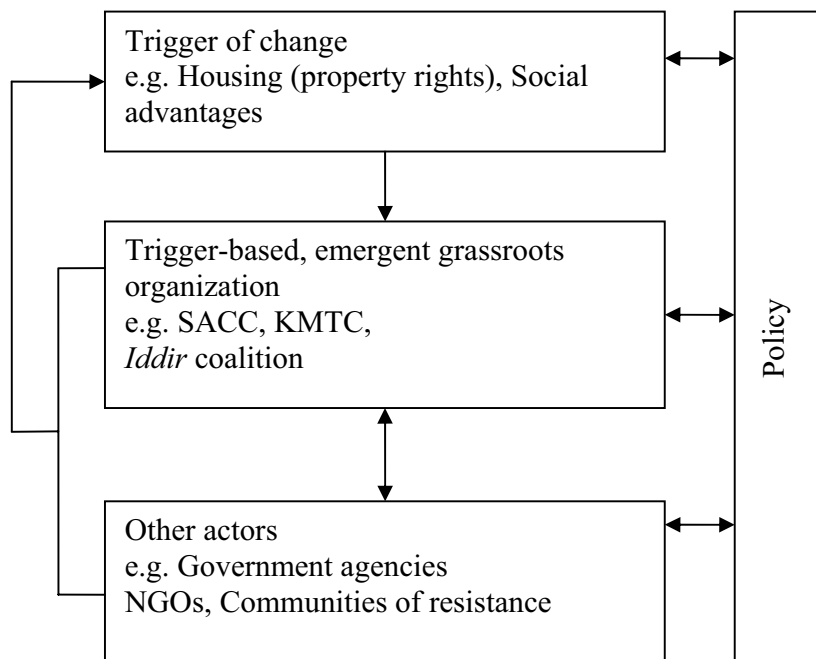 Trigger of change
e.g. Housing (property rights), Social
advantages
Trigger-based, emergent grassroots
organization
e.g. SACC, KMTC,
Iddir coalition
Other actors
e.g. Government agencies
NGOs, Communities of resistance
Policy